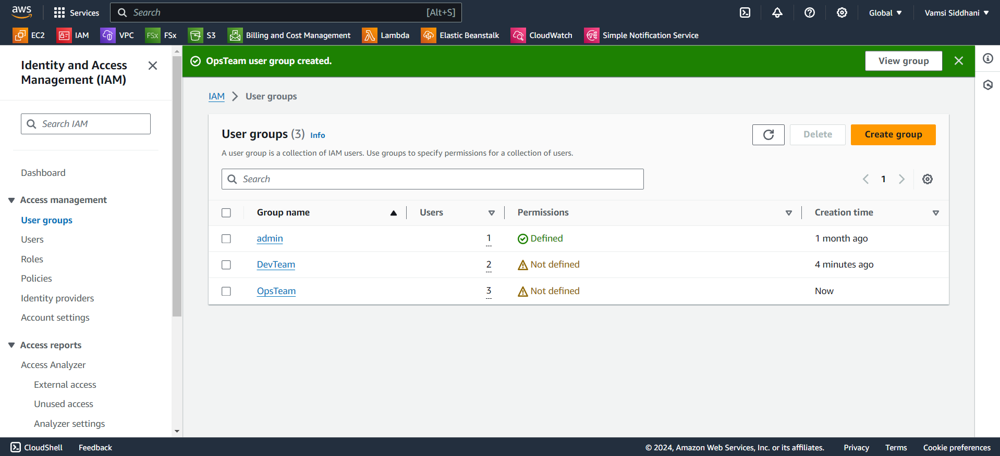 aws Services Search [Alt+S] Global Vamsi Siddhani
EC2 IAM VPC FSx FSx S3 Billing and Cost Management Lambda Elastic Beanstalk CloudWatch Simple Notification Service
Identity and Access
Management (IAM)
Search IAM
Dashboard
Access management
User groups
Users
Roles
Policies
Identity providers
Account settings
Access reports
Access Analyzer
External access
Unused access
Analyzer settings
OpsTeam user group created. View group
IAM User groups
User groups (3) Info Delete Create group
A user group is a collection of IAM users. Use groups to specify permissions for a collection of users.
Search 1
Group name Users Permissions Creation time
admin 1 Defined 1 month ago
DevTeam 2 Not defined 4 minutes ago
OpsTeam 3 Not defined Now
CloudShell Feedback © 2024, Amazon Web Services, Inc. or its affiliates. Privacy Terms Cookie preferences